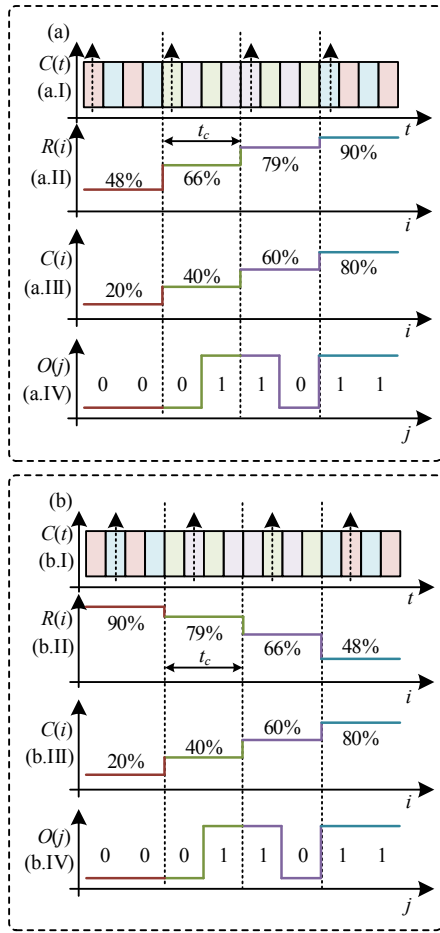 (a)
C(t)
(a.I)
t
R(i)
(a.II)
t_c
48%
66%
79%
90%
i
C(i)
(a.III)
20%
40%
60%
80%
i
O(j)
(a.IV)
0 0 0 1 1 0 1 1
j
(b)
C(t)
(b.I)
t
R(i)
(b.II)
90%
79%
66%
48%
t_c
i
C(i)
(b.III)
20%
40%
60%
80%
i
O(j)
(b.IV)
0 0 0 1 1 0 1 1
j